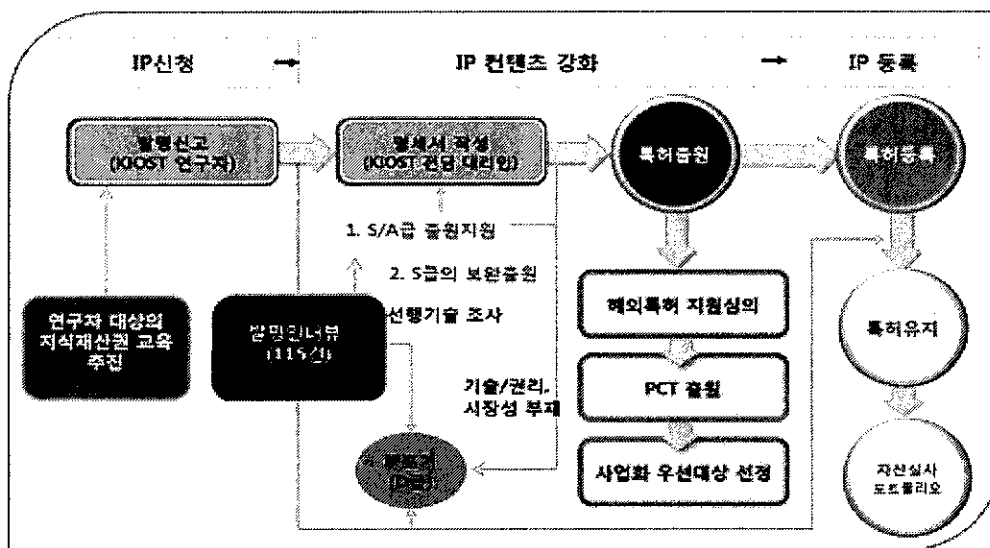 IP신청 → IP 컨텐츠 강화 → IP 등록
발명신고
(KIOST 연구자)
명세서 작성
(KIOST 전담 대리인)
특허출원
특허등록
1. S/A급 출원지원
2. S급의 보완출원
선행기술 조사
연구자 대상의
지식재산권 교육
추진
발명인터뷰
(115건)
해외특허 지원심의
특허유지
기술/권리,
시장성 부재
PCT 출원
사업화 우선대상 선정
자산실사
포트폴리오